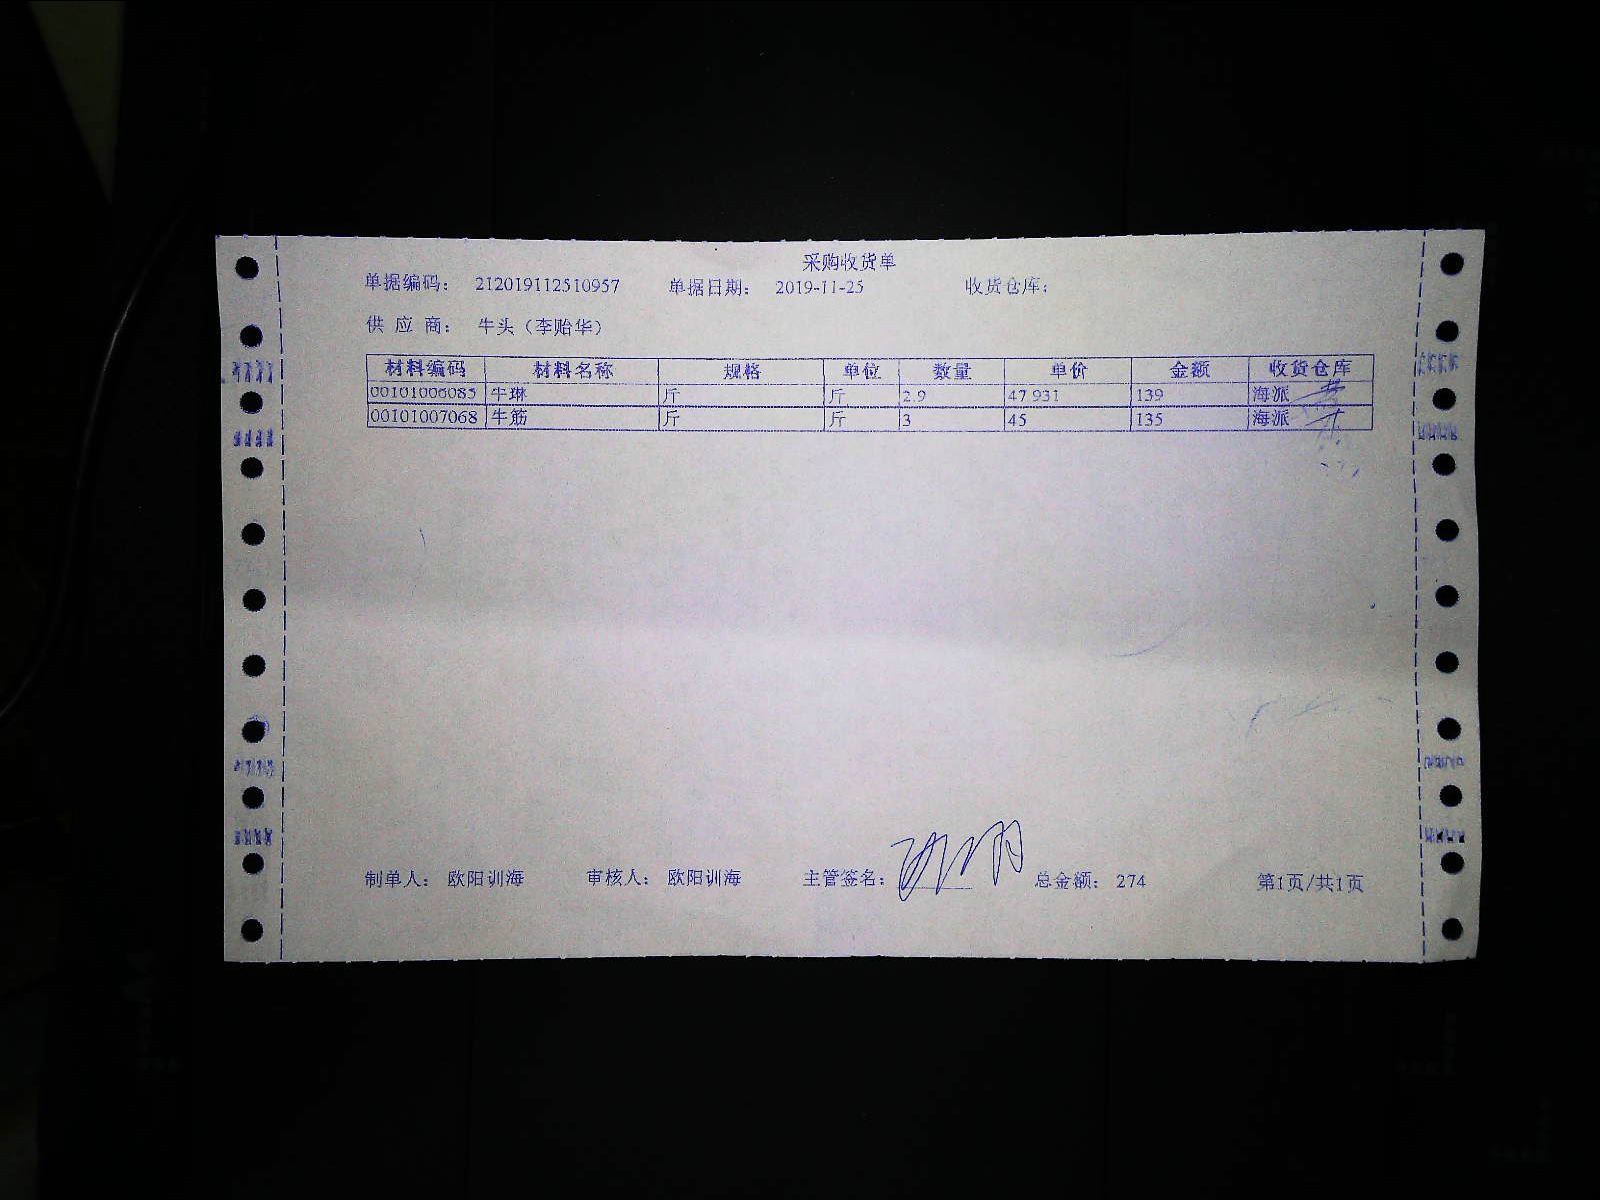 采购收货单
单据编码： 212019112510957 单据日期： 2019-11-25 收货仓库：
供 应 商： 牛头（李贻华）
材料编码 材料名称 规格 单位 数量 单价 金额 收货仓库
00101006085 牛琳 斤 斤 2.9 47.931 139 海派
00101007068 牛筋 斤 斤 3 45 135 海派
制单人： 欧阳训海 审核人： 欧阳训海 主管签名： 总金额： 274 第1页/共1页